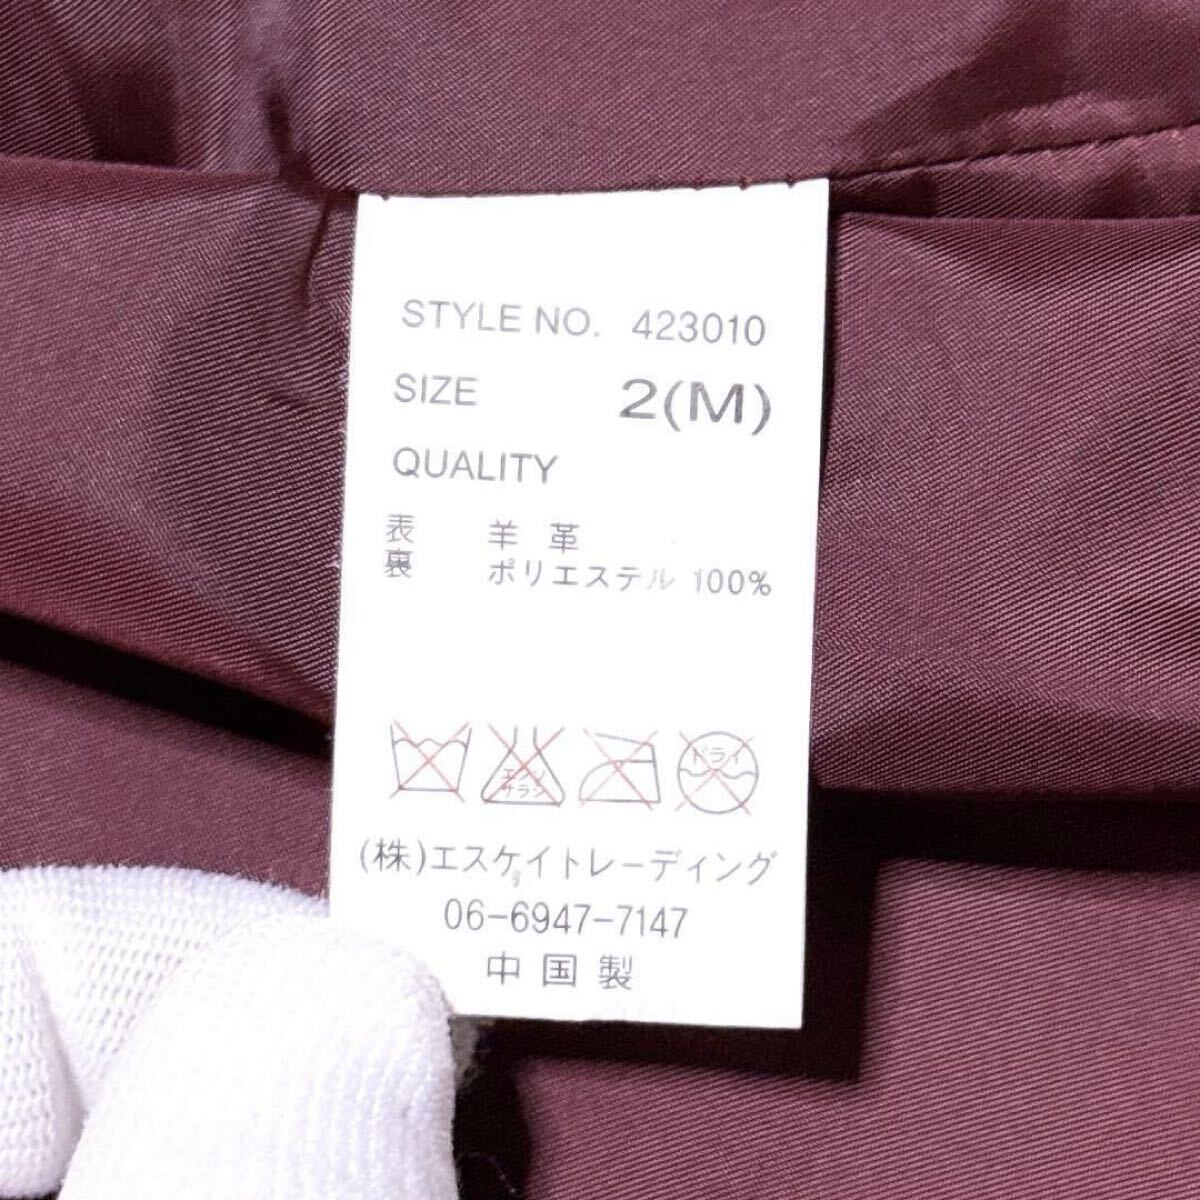 STYLE NO. 423010
SIZE 2(M)
QUALITY
表 羊革
裏 ポリエステル 100%
エンソ サラシ ドライ
(株)エスケイトレーディング
06-6947-7147
中国製